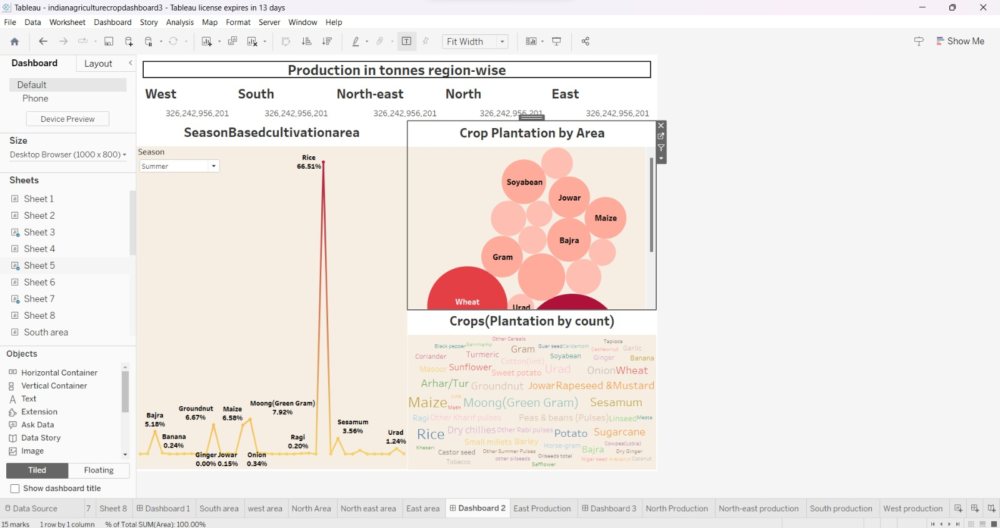 Tableau - indianagriculturecropdashboard3 - Tableau license expires in 13 days
File Data Worksheet Dashboard Story Analysis Map Format Server Window Help
Fit Width
Show Me
Dashboard Layout
Default
Phone
Device Preview
Size
Desktop Browser (1000 x 800)
Sheets
Sheet 1
Sheet 2
Sheet 3
Sheet 4
Sheet 5
Sheet 6
Sheet 7
Sheet 8
South area
Objects
Horizontal Container
Vertical Container
Text
Extension
Ask Data
Data Story
Image
Tiled Floating
Show dashboard title
Production in tonnes region-wise
West South North-east North East
326,242,956,201 326,242,956,201 326,242,956,201 326,242,956,201 326,242,956,201
SeasonBasedcultivationarea
Season
Summer
Rice
66.51%
Bajra
5.18%
Banana
0.24%
Groundnut
6.67%
Ginger
0.00%
Jowar
0.15%
Maize
6.58%
Onion
0.34%
Moong(Green Gram)
7.92%
Ragi
0.20%
Sesamum
3.56%
Urad
1.24%
Crop Plantation by Area
Soyabean
Jowar
Maize
Bajra
Gram
Wheat
Urad
Crops(Plantation by count)
Other Cereals
Tapioca
Black pepper Sannhamp Gram Guar seed Cardamom Cashewnut Garlic
Coriander Turmeric Soyabean Ginger Banana
Cotton(lint)
Masoor Sunflower Sweet potato Urad Onion Wheat
Arhar/Tur Groundnut Jowar Rapeseed &Mustard
Jute
Maize Moth Moong(Green Gram) Sesamum
Ragi Other Kharif pulses Peas & beans (Pulses) Linseed Mesta
Rice Dry chillies Other Rabi pulses Potato Sugarcane
Small millets Barley
Khesari Horse-gram Cowpea(Lobia)
Castor seed Other Summer Pulses Bajra Dry Ginger
Tobacco other oilseeds Oilseeds total Niger seed Arecanut Coconut
Safflower
Data Source 7 Sheet 8 Dashboard 1 South area west area North Area North east area East area Dashboard 2 East Production Dashboard 3 North Production North-east production South production West production
15 marks 1 row by 1 column % of Total SUM(Area): 100.00%